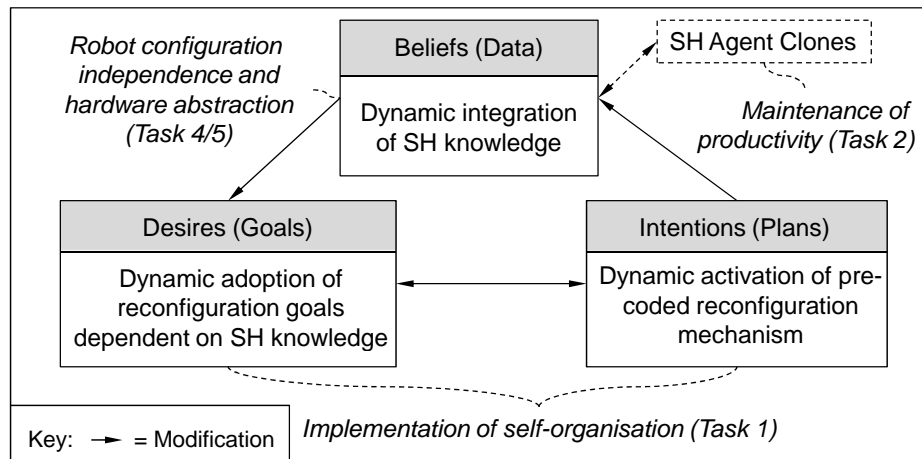 Robot configuration
independence and
hardware abstraction
(Task 4/5)
Beliefs (Data)
Dynamic integration
of SH knowledge
SH Agent Clones
Maintenance of
productivity (Task 2)
Desires (Goals)
Dynamic adoption of
reconfiguration goals
dependent on SH knowledge
Intentions (Plans)
Dynamic activation of pre-
coded reconfiguration
mechanism
Key: = Modification
Implementation of self-organisation (Task 1)